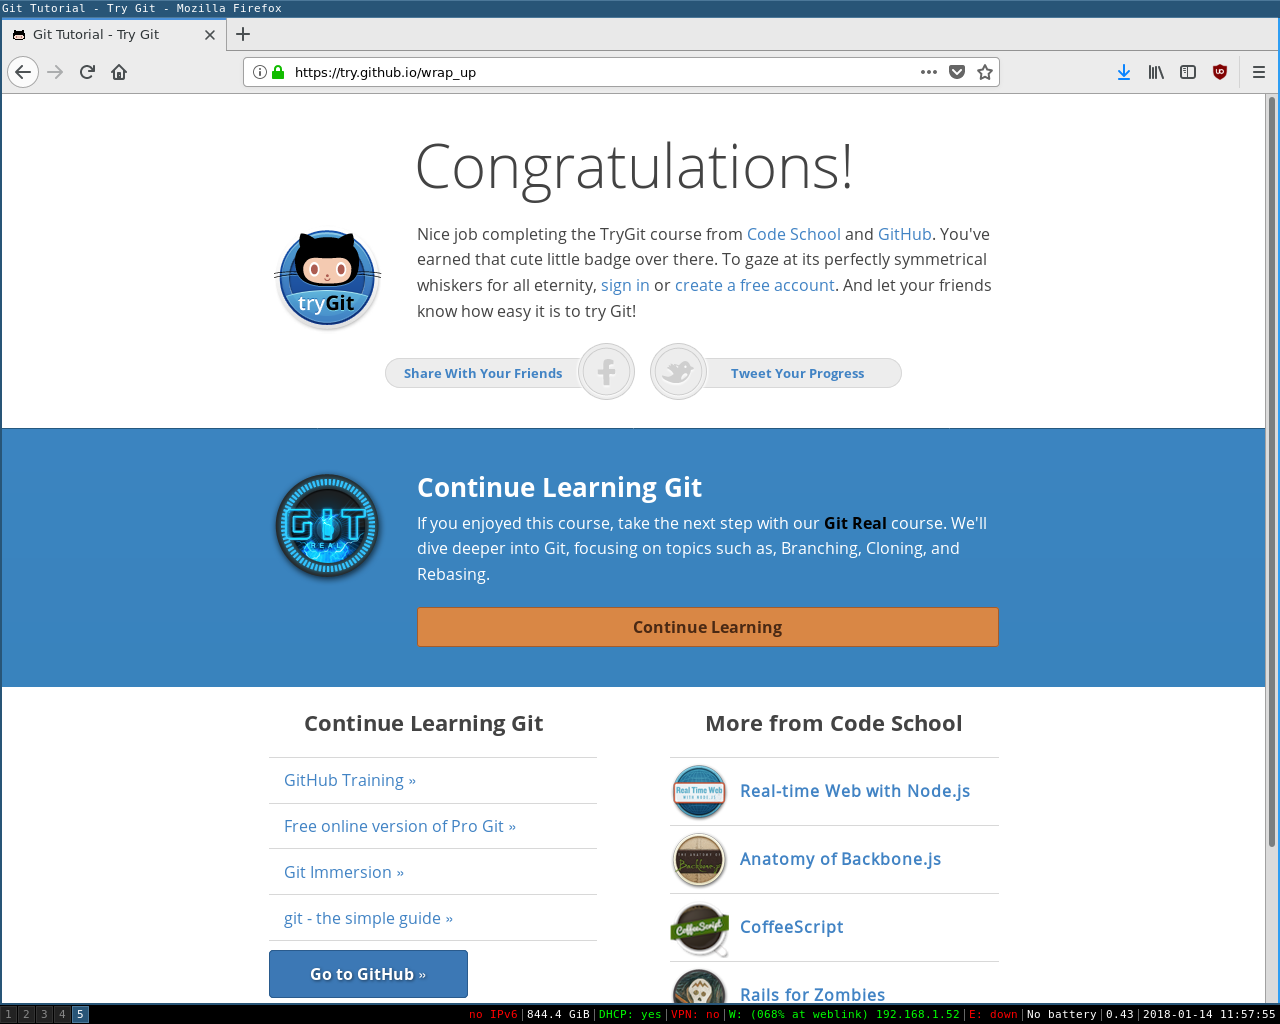 Git Tutorial - Try Git - Mozilla Firefox
Git Tutorial - Try Git
https://try.github.io/wrap_up
Congratulations!
Nice job completing the TryGit course from Code School and GitHub. You've
earned that cute little badge over there. To gaze at its perfectly symmetrical
whiskers for all eternity, sign in or create a free account. And let your friends
know how easy it is to try Git!
tryGit
Share With Your Friends
Tweet Your Progress
GIT
REAL
Continue Learning Git
If you enjoyed this course, take the next step with our Git Real course. We'll
dive deeper into Git, focusing on topics such as, Branching, Cloning, and
Rebasing.
Continue Learning
Continue Learning Git
GitHub Training »
Free online version of Pro Git »
Git Immersion »
git - the simple guide »
Go to GitHub »
More from Code School
Real Time Web
WITH NODE.JS
Real-time Web with Node.js
THE ANATOMY OF
Backbone.js
Anatomy of Backbone.js
CoffeeScript
CoffeeScript
Rails for Zombies
1 2 3 4 5
no IPv6|844.4 GiB|DHCP: yes|VPN: no|W: (068% at weblink) 192.168.1.52|E: down|No battery|0.43|2018-01-14 11:57:55